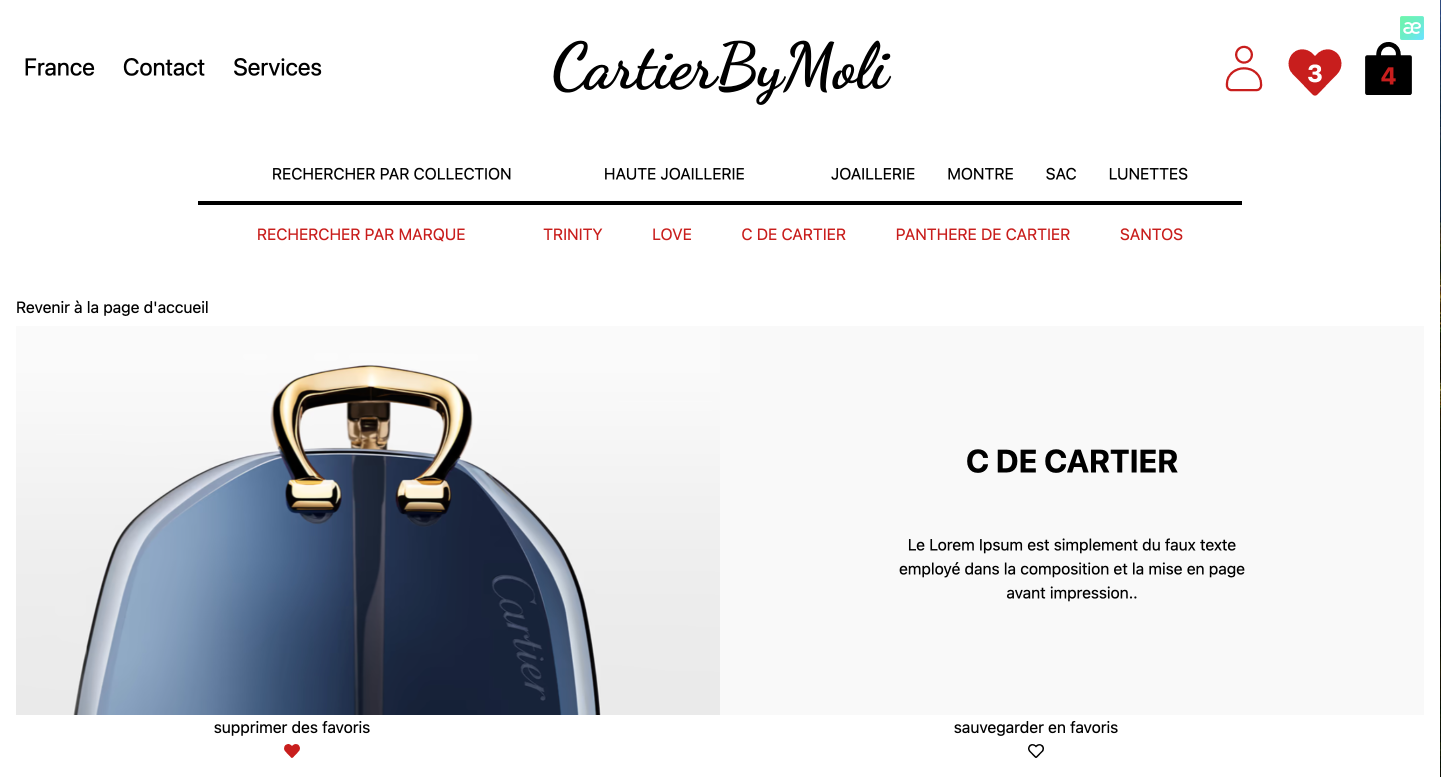 æ
France Contact Services
CartierByMoli
3
4
RECHERCHER PAR COLLECTION HAUTE JOAILLERIE JOAILLERIE MONTRE SAC LUNETTES
RECHERCHER PAR MARQUE TRINITY LOVE C DE CARTIER PANTHERE DE CARTIER SANTOS
Revenir à la page d'accueil
Cartier
C DE CARTIER
Le Lorem Ipsum est simplement du faux texte
employé dans la composition et la mise en page
avant impression..
supprimer des favoris
sauvegarder en favoris